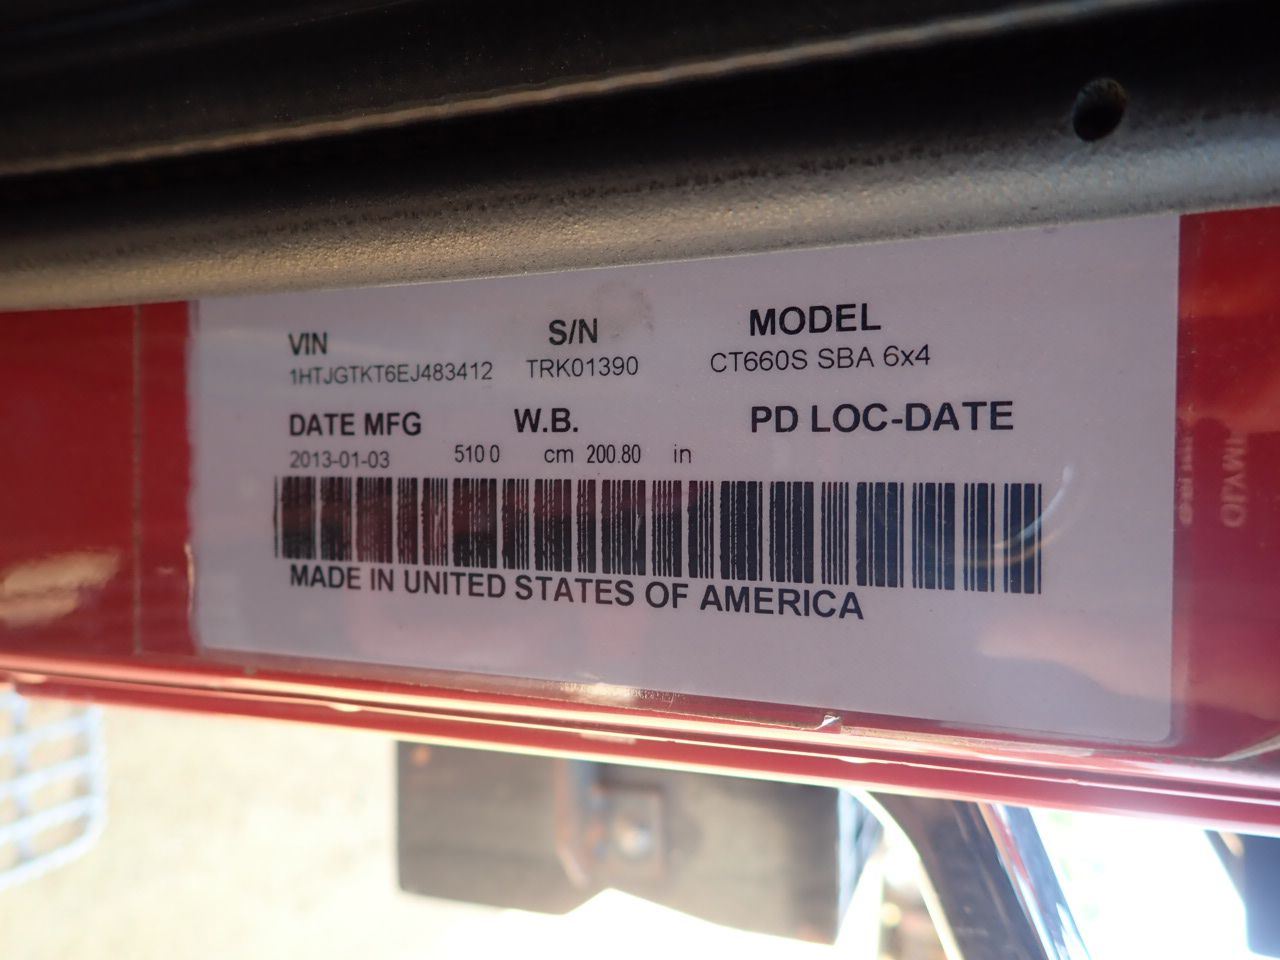 VIN S/N MODEL
1HTJGTKT6EJ483412 TRK01390 CT660S SBA 6x4
DATE MFG W.B. PD LOC-DATE
2013-01-03 510 0 cm 200.80 in
MADE IN UNITED STATES OF AMERICA